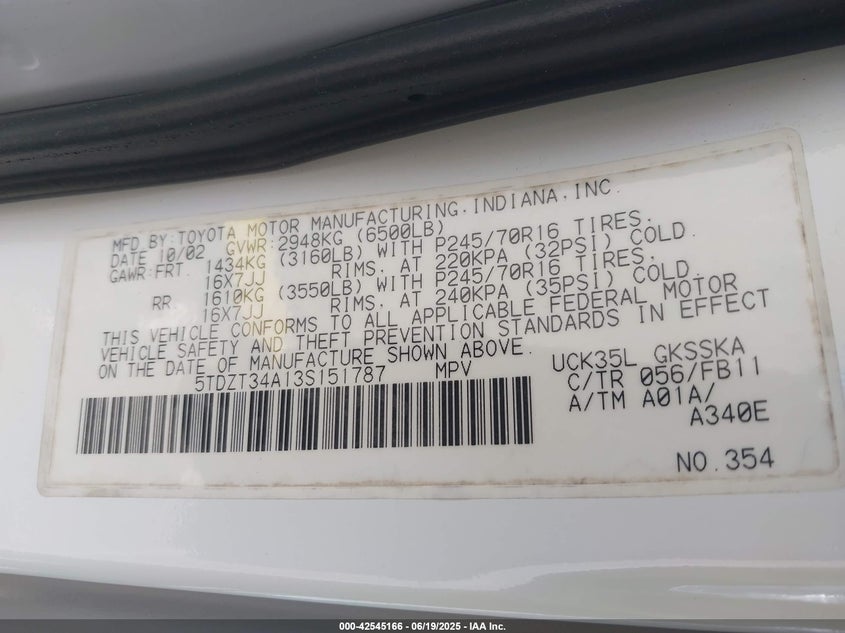 MFD BY:TOYOTA MOTOR MANUFACTURING,INDIANA,INC.
DATE 10/02 GVWR:2948KG (6500LB)
GAWR:FRT. 1434KG (3160LB) WITH P245/70R16 TIRES,
16X7JJ RIMS. AT 220KPA (32PSI) COLD.
RR 1610KG (3550LB) WITH P245/70R16 TIRES,
16X7JJ RIMS. AT 240KPA (35PSI) COLD.
THIS VEHICLE CONFORMS TO ALL APPLICABLE FEDERAL MOTOR
VEHICLE SAFETY AND THEFT PREVENTION STANDARDS IN EFFECT
ON THE DATE OF MANUFACTURE SHOWN ABOVE.
5TDZT34A13S151787 MPV
UCK35L GKSSKA
C/TR 056/FB11
A/TM A01A/
A340E
NO.354
000-42545166 - 06/19/2025 - IAA Inc.